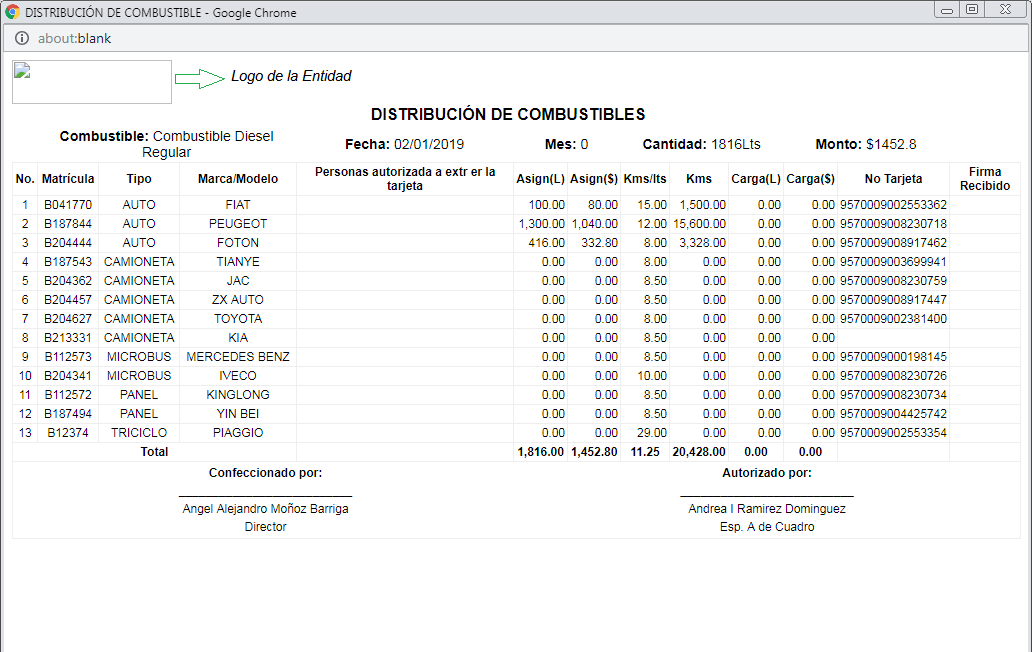 DISTRIBUCIÓN DE COMBUSTIBLE - Google Chrome
about:blank
Logo de la Entidad
DISTRIBUCIÓN DE COMBUSTIBLES
Combustible: Combustible Diesel Regular Fecha: 02/01/2019 Mes: 0 Cantidad: 1816Lts Monto: $1452.8
No. Matrícula Tipo Marca/Modelo Personas autorizada a extr er la tarjeta Asign(L) Asign($) Kms/lts Kms Carga(L) Carga($) No Tarjeta Firma Recibido
1 B041770 AUTO FIAT 100.00 80.00 15.00 1,500.00 0.00 0.00 9570009002553362
2 B187844 AUTO PEUGEOT 1,300.00 1,040.00 12.00 15,600.00 0.00 0.00 9570009008230718
3 B204444 AUTO FOTON 416.00 332.80 8.00 3,328.00 0.00 0.00 9570009008917462
4 B187543 CAMIONETA TIANYE 0.00 0.00 8.00 0.00 0.00 0.00 9570009003699941
5 B204362 CAMIONETA JAC 0.00 0.00 8.50 0.00 0.00 0.00 9570009008230759
6 B204457 CAMIONETA ZX AUTO 0.00 0.00 8.50 0.00 0.00 0.00 9570009008917447
7 B204627 CAMIONETA TOYOTA 0.00 0.00 8.00 0.00 0.00 0.00 9570009002381400
8 B213331 CAMIONETA KIA 0.00 0.00 8.50 0.00 0.00 0.00
9 B112573 MICROBUS MERCEDES BENZ 0.00 0.00 8.50 0.00 0.00 0.00 9570009000198145
10 B204341 MICROBUS IVECO 0.00 0.00 10.00 0.00 0.00 0.00 9570009008230726
11 B112572 PANEL KINGLONG 0.00 0.00 8.50 0.00 0.00 0.00 9570009008230734
12 B187494 PANEL YIN BEI 0.00 0.00 8.50 0.00 0.00 0.00 9570009004425742
13 B12374 TRICICLO PIAGGIO 0.00 0.00 29.00 0.00 0.00 0.00 9570009002553354
Total 1,816.00 1,452.80 11.25 20,428.00 0.00 0.00
Confeccionado por: Autorizado por:
Angel Alejandro Moñoz Barriga Andrea I Ramirez Dominguez
Director Esp. A de Cuadro